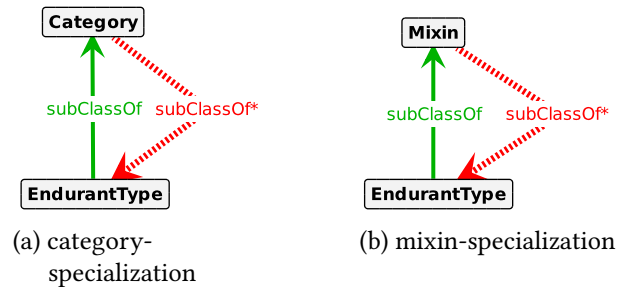 Category
subClassOf
subClassOf*
EndurantType
(a) category-
specialization
Mixin
subClassOf
subClassOf*
EndurantType
(b) mixin-specialization